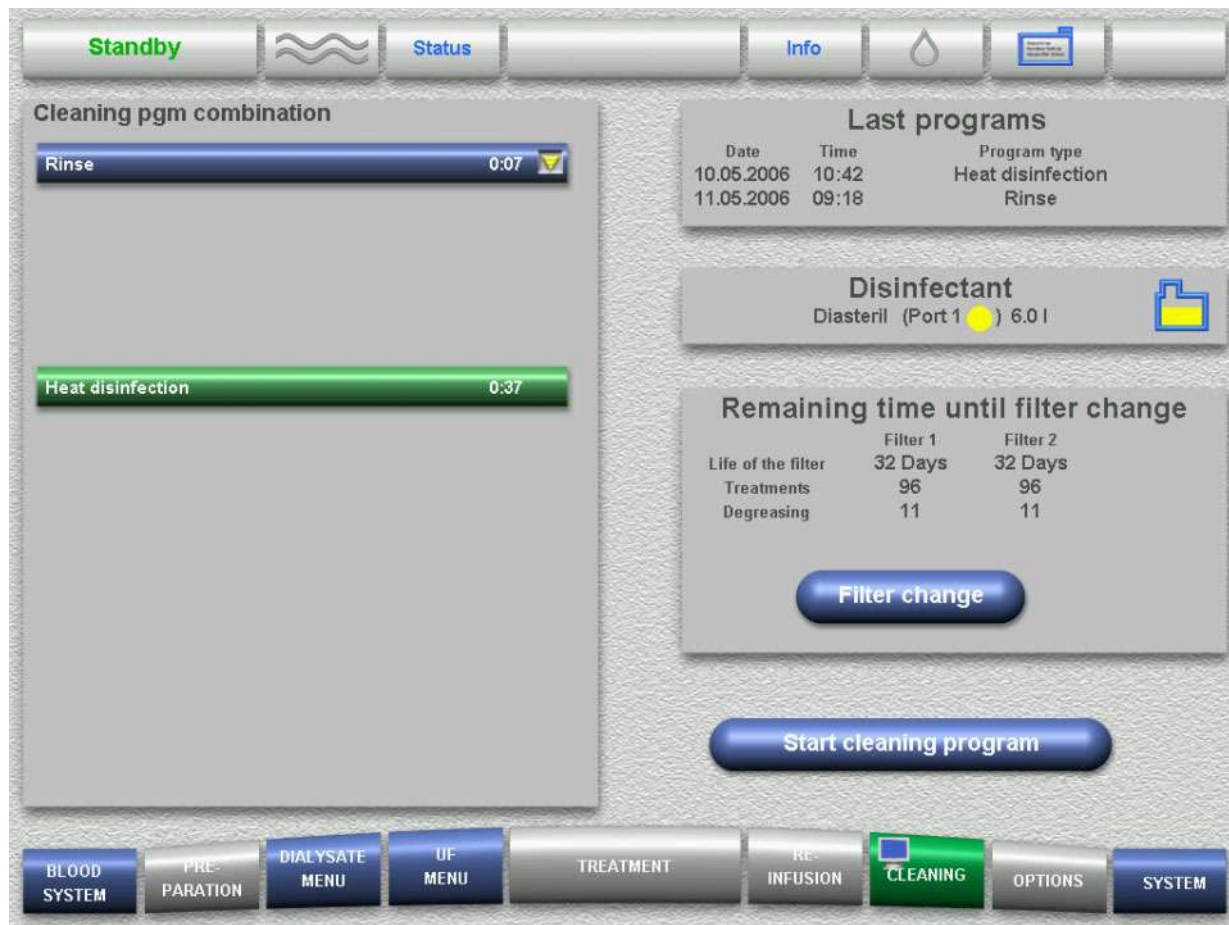 Standby
Status
Info
Cleaning pgm combination
Rinse 0:07
Heat disinfection 0:37
Last programs
Date Time Program type
10.05.2006 10:42 Heat disinfection
11.05.2006 09:18 Rinse
Disinfectant
Diasteril (Port 1 ) 6.0 l
Remaining time until filter change
Filter 1 Filter 2
Life of the filter 32 Days 32 Days
Treatments 96 96
Degreasing 11 11
Filter change
Start cleaning program
BLOOD
SYSTEM
PRE-
PARATION
DIALYSATE
MENU
UF
MENU
TREATMENT
RE-
INFUSION
CLEANING
OPTIONS
SYSTEM